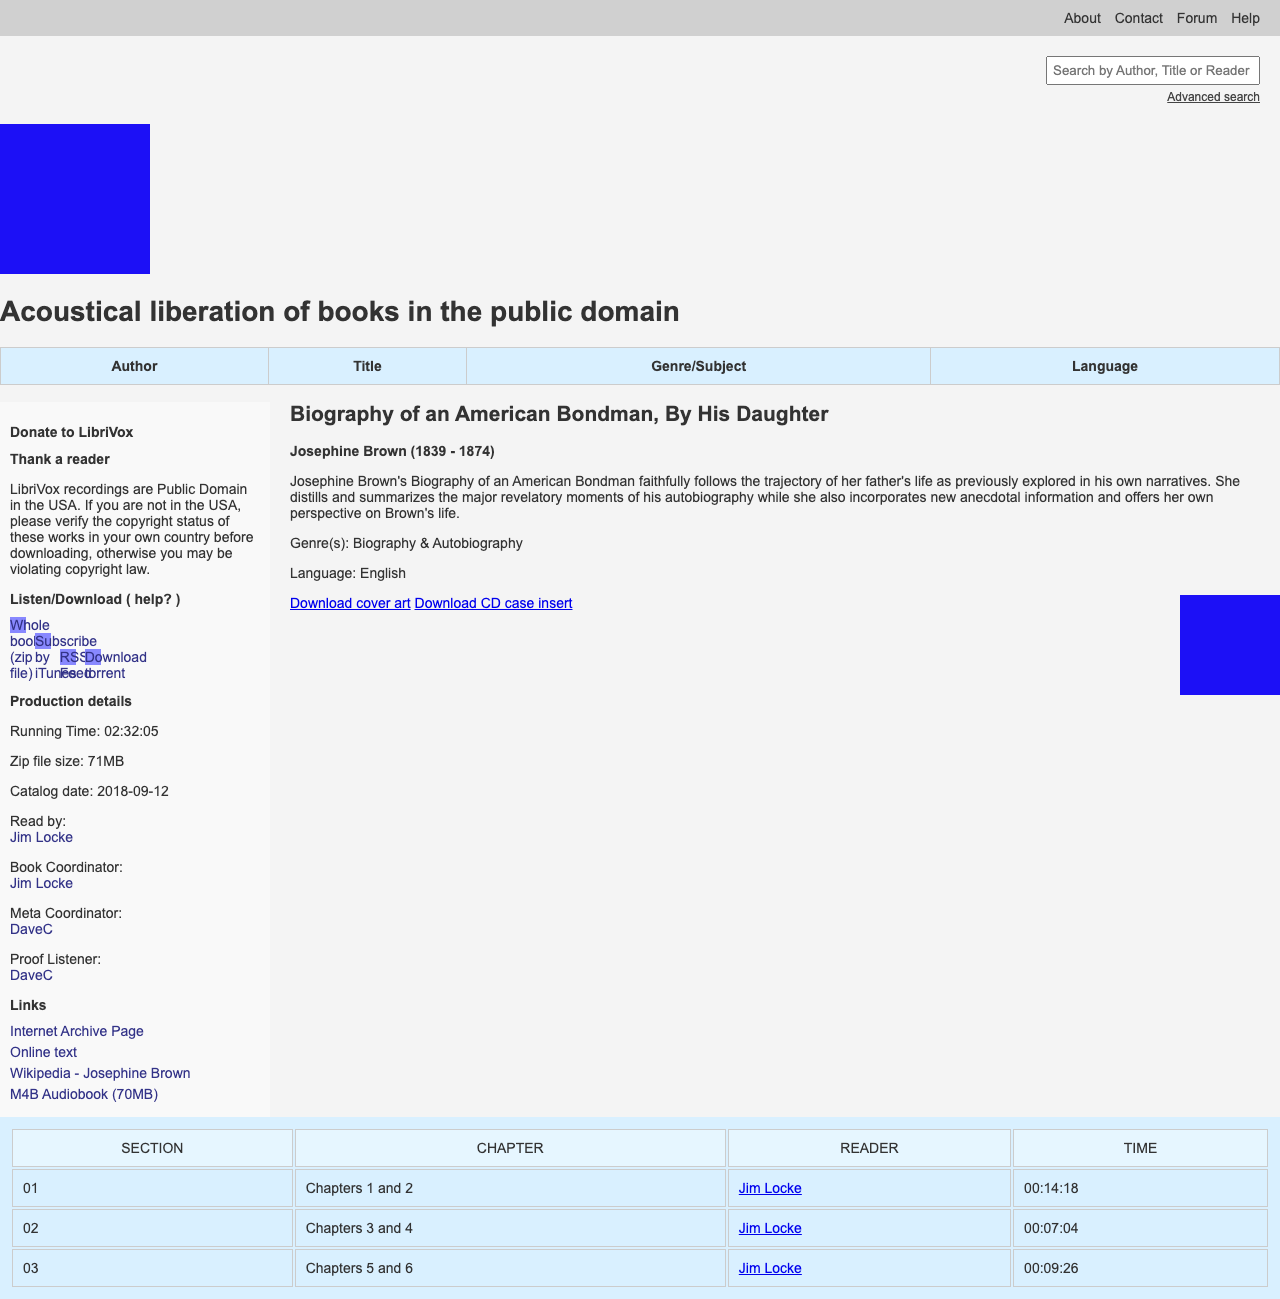 About Contact Forum Help
Search by Author, Title or Reader
Advanced search
Acoustical liberation of books in the public domain
Author Title Genre/Subject Language
Donate to LibriVox
Thank a reader
LibriVox recordings are Public Domain
in the USA. If you are not in the USA,
please verify the copyright status of
these works in your own country before
downloading, otherwise you may be
violating copyright law.
Listen/Download ( help? )
Whole
book
(zip
file)
Subscribe
by
iTunes
RSS
Feed
Download
torrent
Production details
Running Time: 02:32:05
Zip file size: 71MB
Catalog date: 2018-09-12
Read by:
Jim Locke
Book Coordinator:
Jim Locke
Meta Coordinator:
DaveC
Proof Listener:
DaveC
Links
Internet Archive Page
Online text
Wikipedia - Josephine Brown
M4B Audiobook (70MB)
Biography of an American Bondman, By His Daughter
Josephine Brown (1839 - 1874)
Josephine Brown's Biography of an American Bondman faithfully follows the trajectory of her father's life as previously explored in his own narratives. She
distills and summarizes the major revelatory moments of his autobiography while she also incorporates new anecdotal information and offers her own
perspective on Brown's life.
Genre(s): Biography & Autobiography
Language: English
Download cover art Download CD case insert
SECTION CHAPTER READER TIME
01 Chapters 1 and 2 Jim Locke 00:14:18
02 Chapters 3 and 4 Jim Locke 00:07:04
03 Chapters 5 and 6 Jim Locke 00:09:26